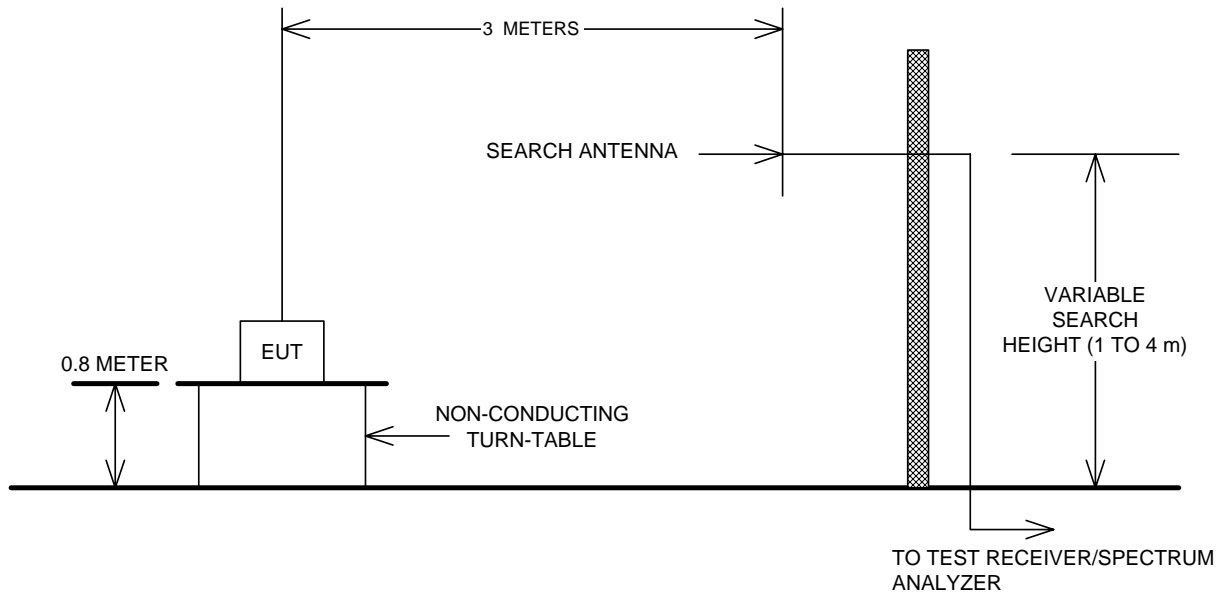 3 METERS
SEARCH ANTENNA
EUT
0.8 METER
VARIABLE
SEARCH
HEIGHT (1 TO 4 m)
NON-CONDUCTING
TURN-TABLE
TO TEST RECEIVER/SPECTRUM
ANALYZER